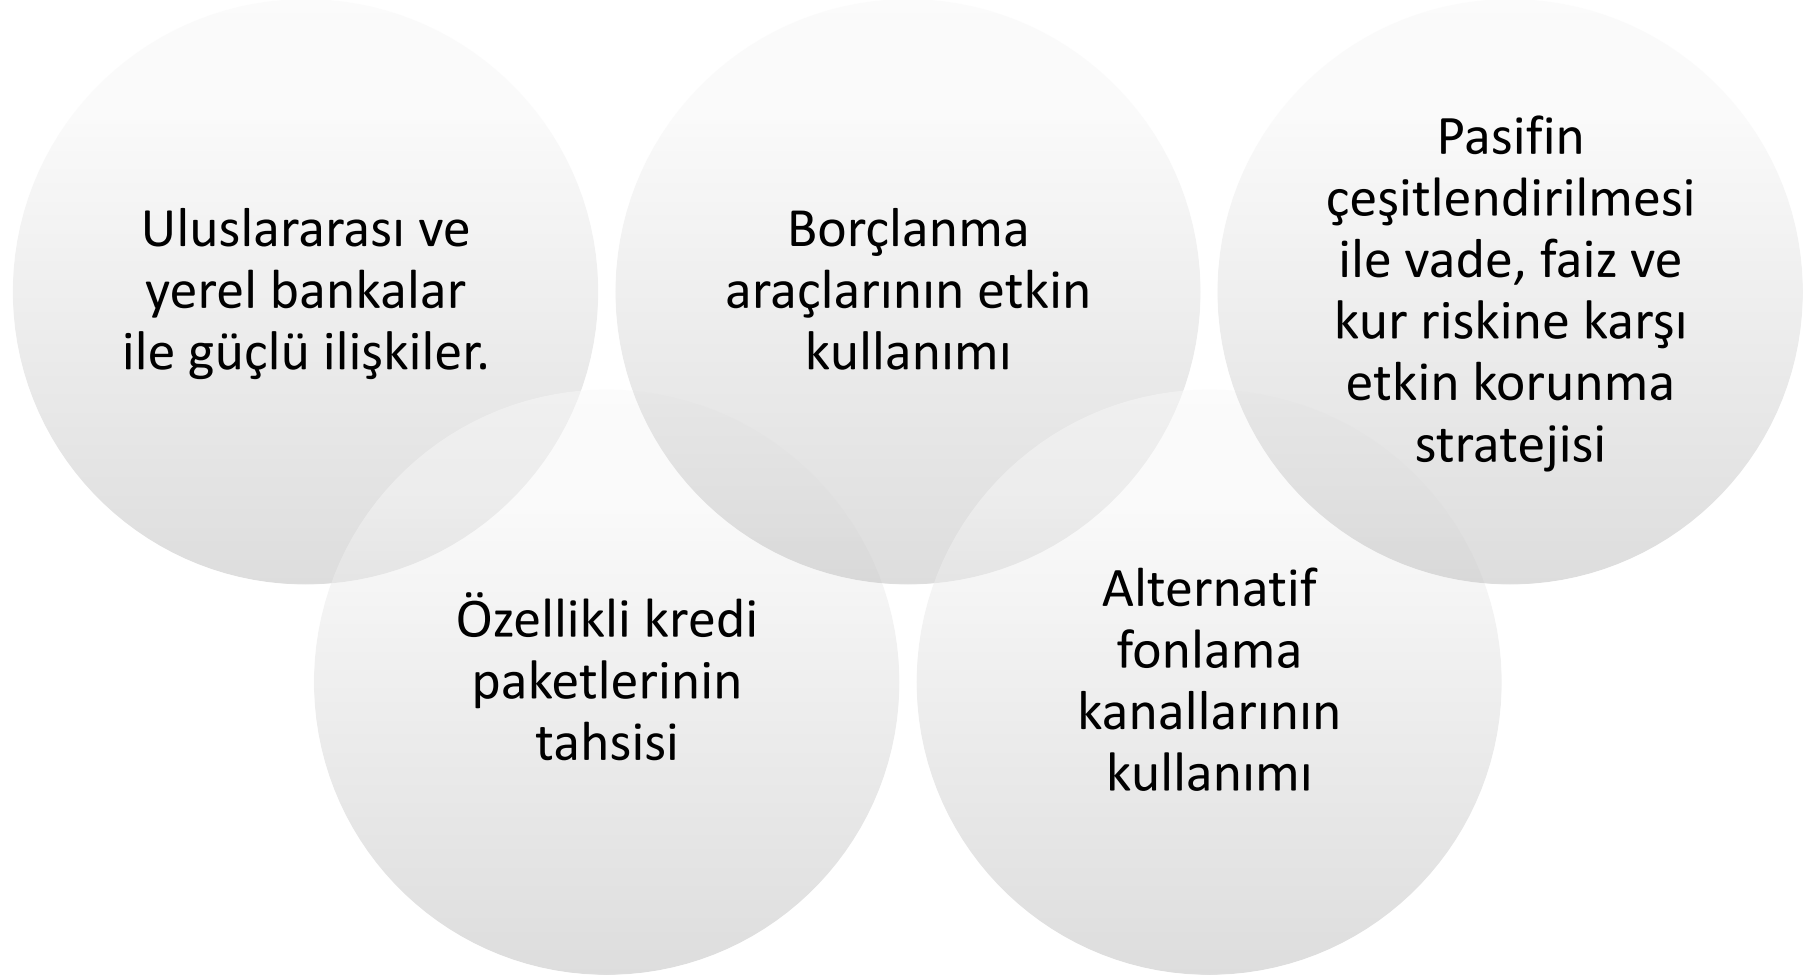 Uluslararası ve
yerel bankalar
ile güçlü ilişkiler.
Özellikli kredi
paketlerinin
tahsisi
Borçlanma
araçlarının etkin
kullanımı
Alternatif
fonlama
kanallarının
kullanımı
Pasifin
çeşitlendirilmesi
ile vade, faiz ve
kur riskine karşı
etkin korunma
stratejisi